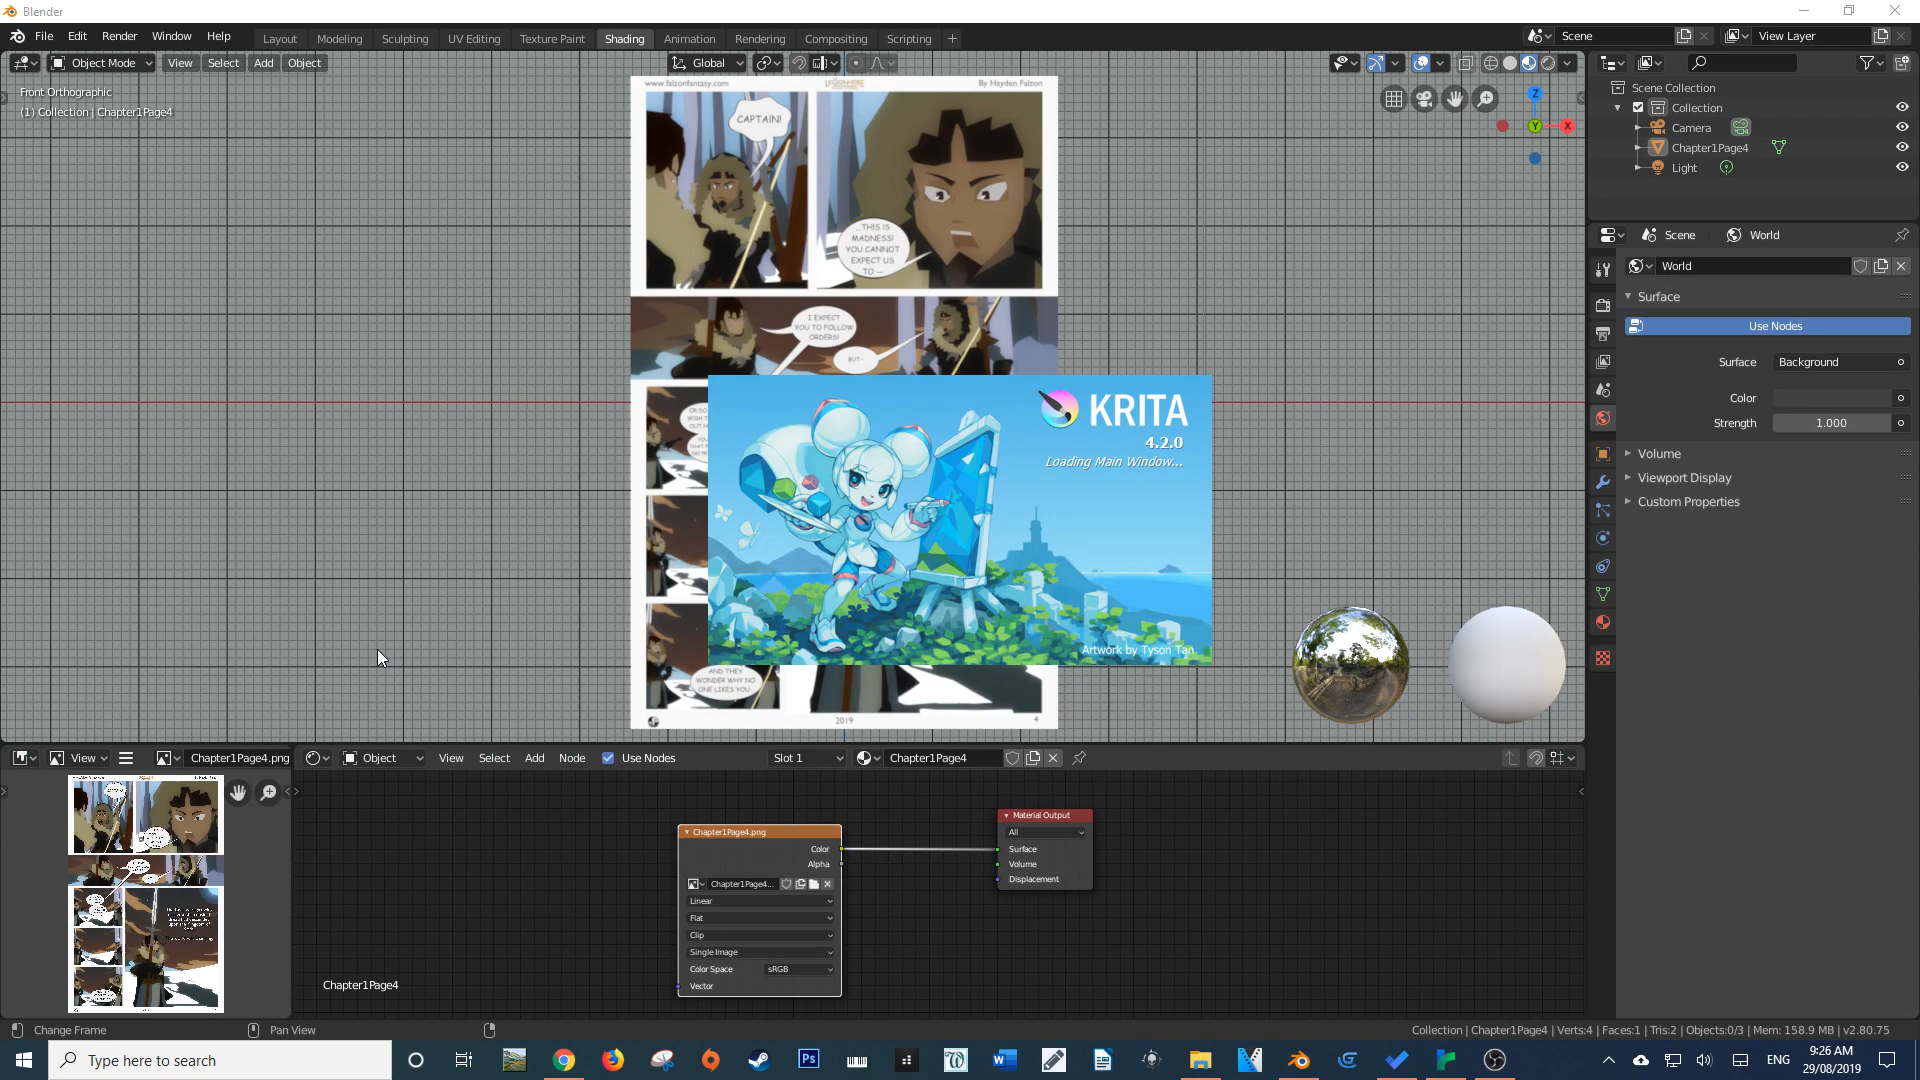 Blender
File Edit Render Window Help
Layout Modeling Sculpting UV Editing Texture Paint Shading Animation Rendering Compositing Scripting +
Scene
View Layer
Object Mode View Select Add Object
Global
Front Orthographic
(1) Collection | Chapter1Page4
Z
Y
X
www.falzonfantasy.com
By Hayden Falzon
CAPTAIN!
...THIS IS
MADNESS!
YOU CANNOT
EXPECT US
TO --
I EXPECT
YOU TO FOLLOW
ORDERS!
BUT--
KRITA
4.2.0
Loading Main Window...
Artwork by Tyson Tan
AND THEY
WONDER WHY NO
ONE LIKES YOU...
2019
4
Scene Collection
Collection
Camera
Chapter1Page4
Light
Scene World
World
Surface
Use Nodes
Surface Background
Color
Strength 1.000
Volume
Viewport Display
Custom Properties
View Chapter1Page4.png
Object View Select Add Node Use Nodes Slot 1 Chapter1Page4
Chapter1Page4.png
Color
Alpha
Chapter1Page4...
Linear
Flat
Clip
Single Image
Color Space sRGB
Vector
Material Output
All
Surface
Volume
Displacement
Chapter1Page4
Change Frame Pan View
Collection | Chapter1Page4 | Verts:4 | Faces:1 | Tris:2 | Objects:0/3 | Mem: 158.9 MB | v2.80.75
Type here to search
Ps
ENG
9:26 AM
29/08/2019